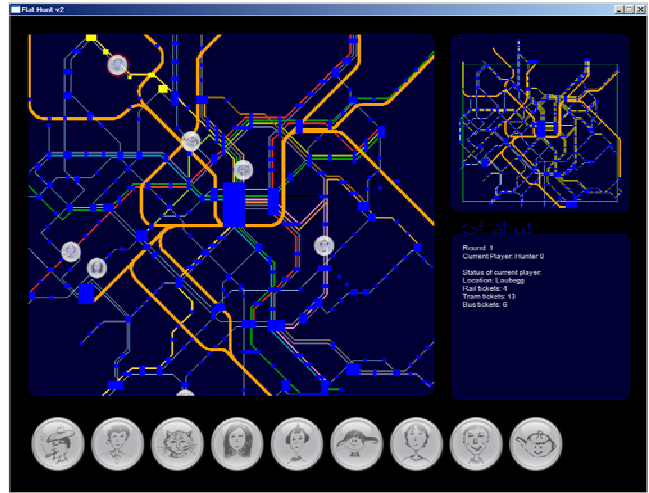 Flat Hunt v2
Status
Round: 1
Current Player: Hunter 0
Status of current player:
Location: Laubegg
Rail tickets: 4
Tram tickets: 13
Bus tickets: 6